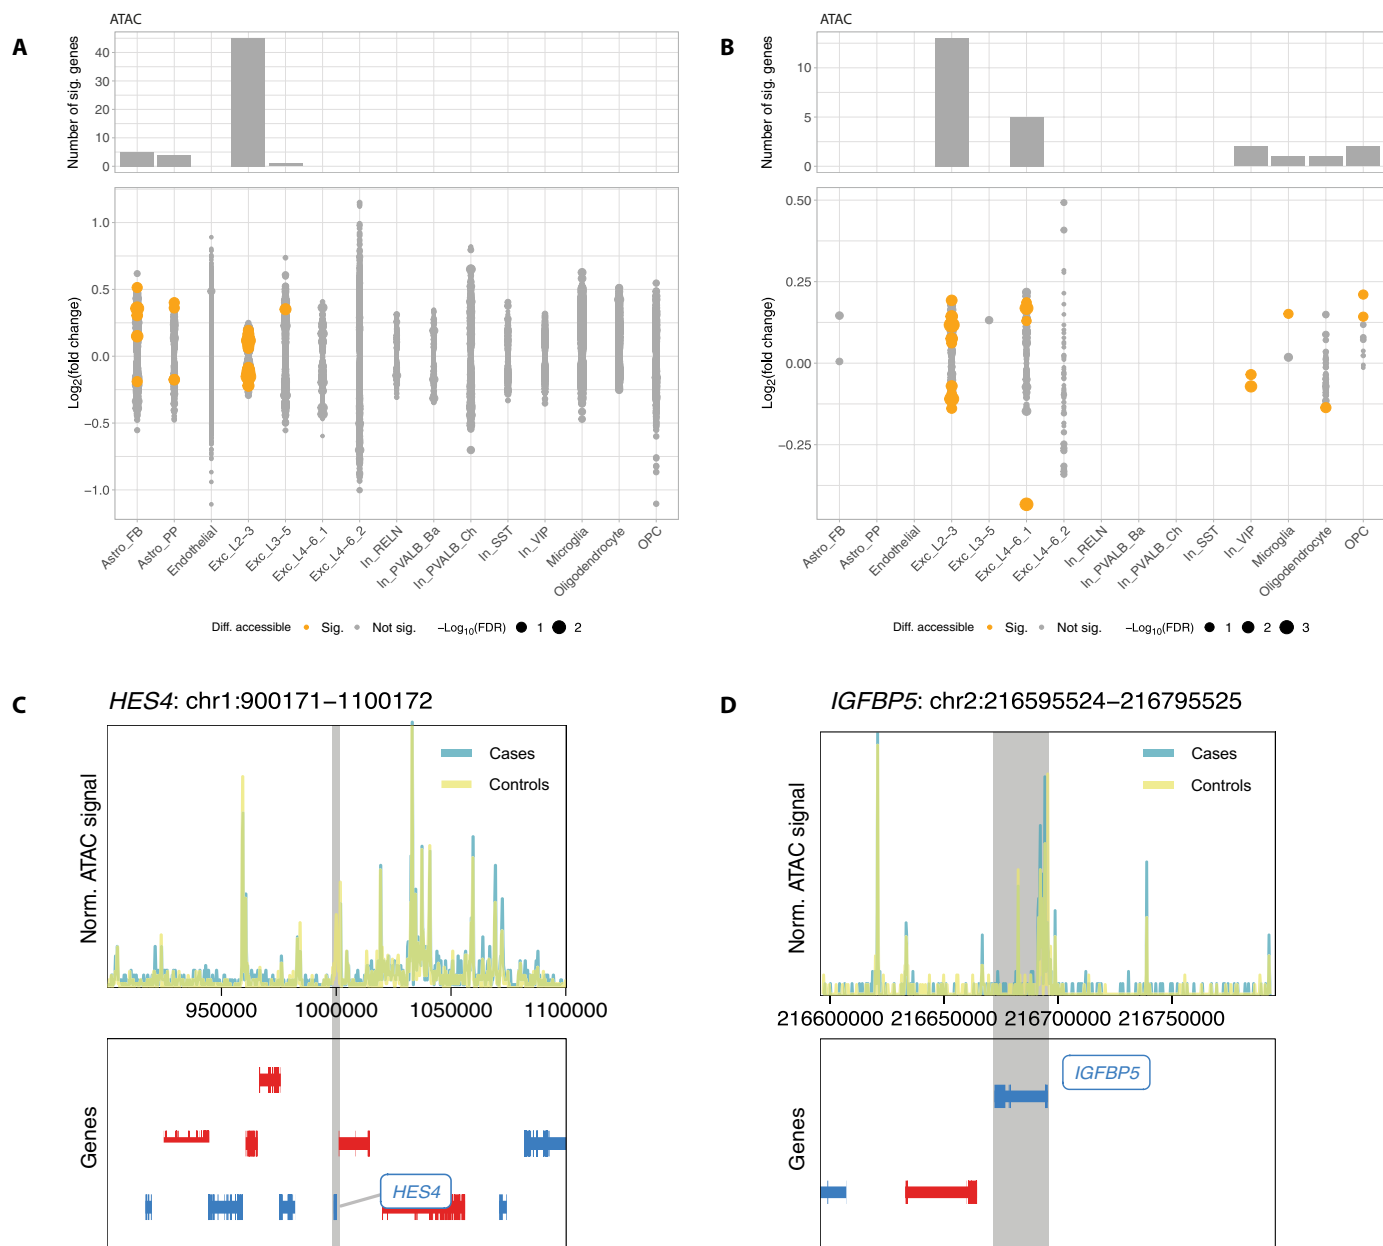 A
ATAC
Number of sig. genes
40
30
20
10
0
Log2(fold change)
1.0
0.5
0.0
−0.5
−1.0
Astro_FB
Astro_PP
Endothelial
Exc_L2−3
Exc_L3−5
Exc_L4−6_1
Exc_L4−6_2
In_RELN
In_PVALB_Ba
In_PVALB_Ch
In_SST
In_VIP
Microglia
Oligodendrocyte
OPC
Diff. accessible Sig. Not sig. −Log10(FDR) 1 2
B
ATAC
Number of sig. genes
10
5
0
Log2(fold change)
0.50
0.25
0.00
−0.25
Astro_FB
Astro_PP
Endothelial
Exc_L2−3
Exc_L3−5
Exc_L4−6_1
Exc_L4−6_2
In_RELN
In_PVALB_Ba
In_PVALB_Ch
In_SST
In_VIP
Microglia
Oligodendrocyte
OPC
Diff. accessible Sig. Not sig. −Log10(FDR) 1 2 3
C
HES4: chr1:900171−1100172
Norm. ATAC signal
Cases
Controls
950000 1000000 1050000 1100000
Genes
HES4
D
IGFBP5: chr2:216595524−216795525
Norm. ATAC signal
Cases
Controls
216600000 216650000 216700000 216750000
Genes
IGFBP5